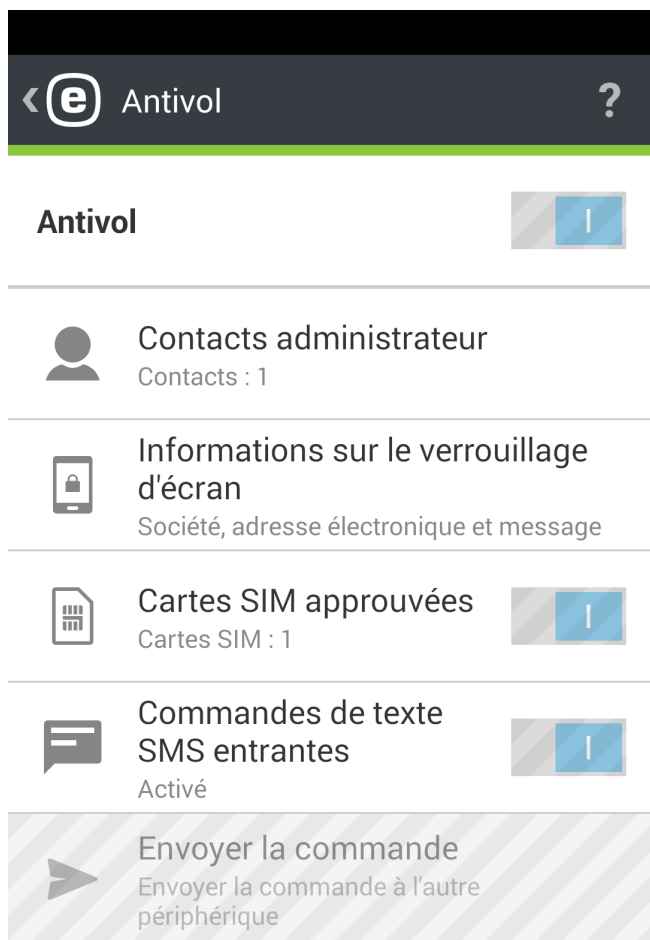 e Antivol ?
Antivol
Contacts administrateur
Contacts : 1
Informations sur le verrouillage
d'écran
Société, adresse électronique et message
Cartes SIM approuvées
Cartes SIM : 1
Commandes de texte
SMS entrantes
Activé
Envoyer la commande
Envoyer la commande à l'autre
périphérique